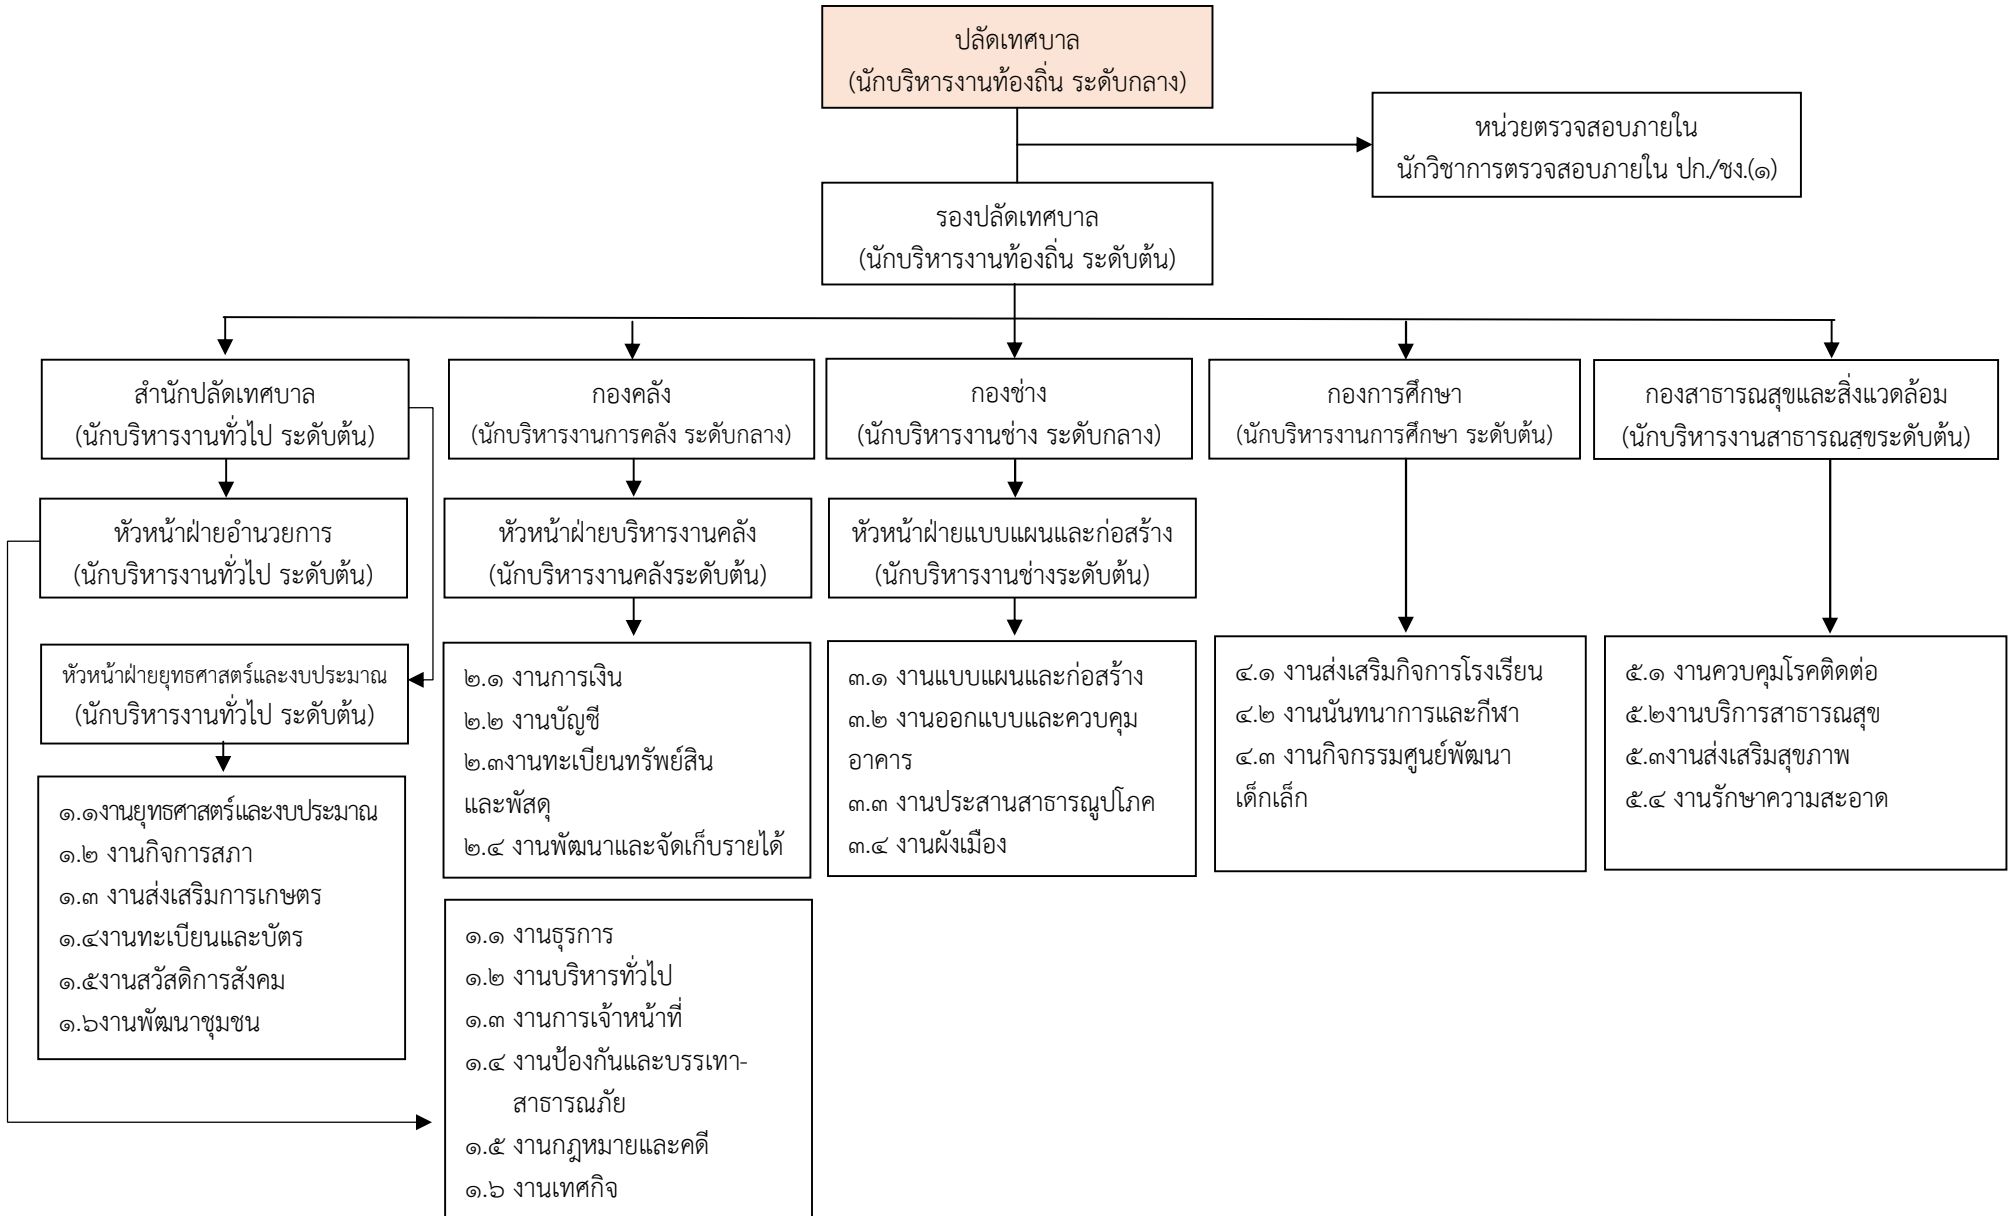 ปลัดเทศบาล
(นักบริหารงานท้องถิ่น ระดับกลาง)
หน่วยตรวจสอบภายใน
นักวิชาการตรวจสอบภายใน ปก./ชง.(๑)
รองปลัดเทศบาล
(นักบริหารงานท้องถิ่น ระดับต้น)
สำนักปลัดเทศบาล
(นักบริหารงานทั่วไป ระดับต้น)
กองคลัง
(นักบริหารงานการคลัง ระดับกลาง)
กองช่าง
(นักบริหารงานช่าง ระดับกลาง)
กองการศึกษา
(นักบริหารงานการศึกษา ระดับต้น)
กองสาธารณสุขและสิ่งแวดล้อม
(นักบริหารงานสาธารณสุขระดับต้น)
หัวหน้าฝ่ายอำนวยการ
(นักบริหารงานทั่วไป ระดับต้น)
หัวหน้าฝ่ายบริหารงานคลัง
(นักบริหารงานคลังระดับต้น)
หัวหน้าฝ่ายแบบแผนและก่อสร้าง
(นักบริหารงานช่างระดับต้น)
หัวหน้าฝ่ายยุทธศาสตร์และงบประมาณ
(นักบริหารงานทั่วไป ระดับต้น)
๑.๑งานยุทธศาสตร์และงบประมาณ
๑.๒ งานกิจการสภา
๑.๓ งานส่งเสริมการเกษตร
๑.๔งานทะเบียนและบัตร
๑.๕งานสวัสดิการสังคม
๑.๖งานพัฒนาชุมชน
๒.๑ งานการเงิน
๒.๒ งานบัญชี
๒.๓งานทะเบียนทรัพย์สิน
และพัสดุ
๒.๔ งานพัฒนาและจัดเก็บรายได้
๓.๑ งานแบบแผนและก่อสร้าง
๓.๒ งานออกแบบและควบคุม
อาคาร
๓.๓ งานประสานสาธารณูปโภค
๓.๔ งานผังเมือง
๔.๑ งานส่งเสริมกิจการโรงเรียน
๔.๒ งานนันทนาการและกีฬา
๔.๓ งานกิจกรรมศูนย์พัฒนา
เด็กเล็ก
๕.๑ งานควบคุมโรคติดต่อ
๕.๒งานบริการสาธารณสุข
๕.๓งานส่งเสริมสุขภาพ
๕.๔ งานรักษาความสะอาด
๑.๑ งานธุรการ
๑.๒ งานบริหารทั่วไป
๑.๓ งานการเจ้าหน้าที่
๑.๔ งานป้องกันและบรรเทา-
สาธารณภัย
๑.๕ งานกฎหมายและคดี
๑.๖ งานเทศกิจ